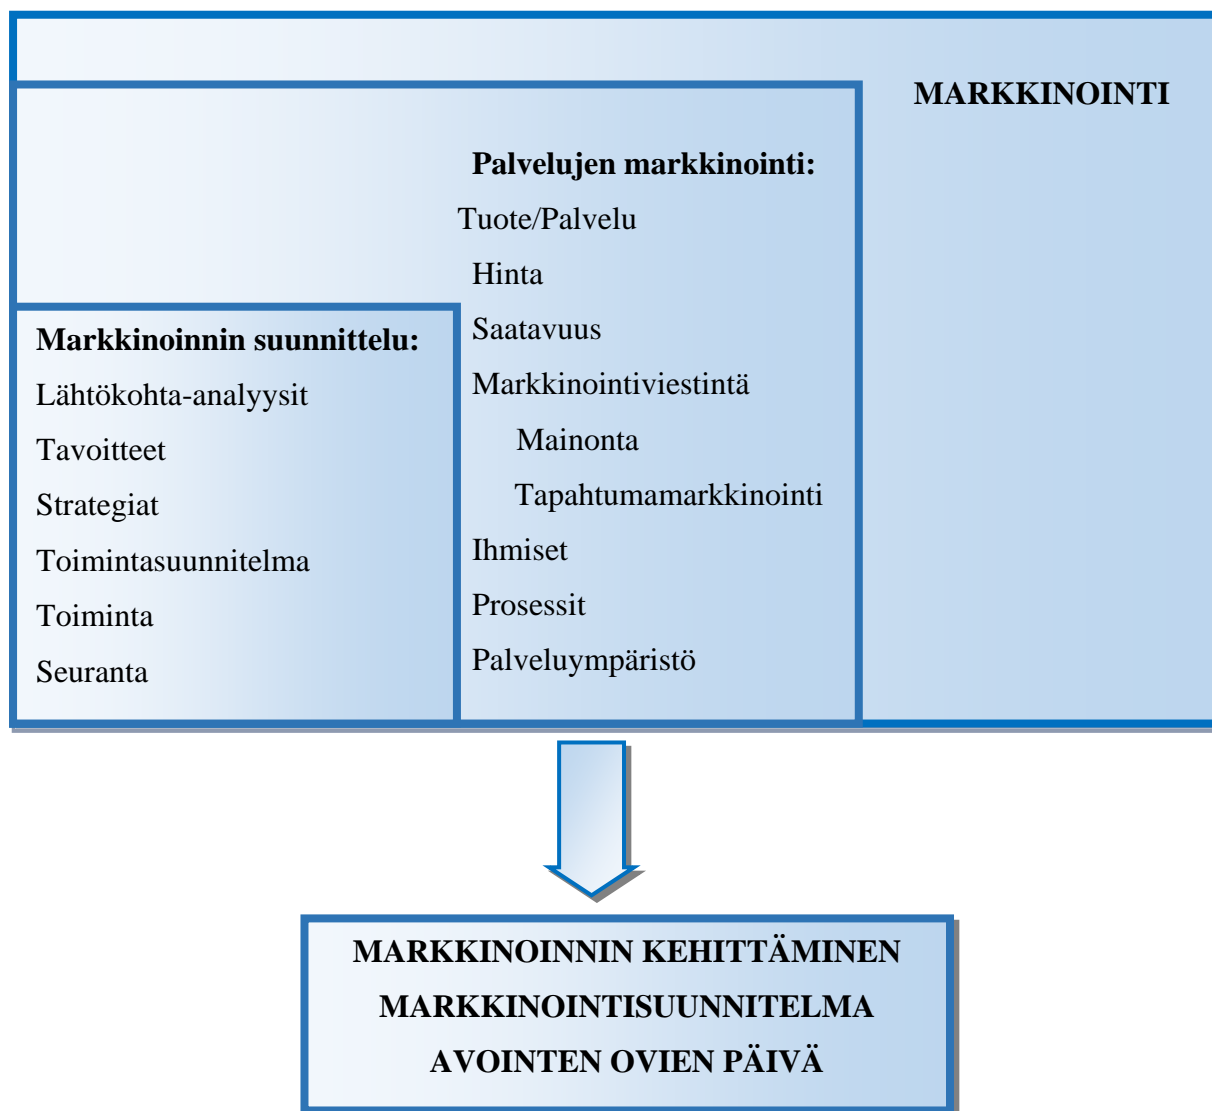 MARKKINOINTI
Palvelujen markkinointi:
Tuote/Palvelu
Hinta
Saatavuus
Markkinointiviestintä
Mainonta
Tapahtumamarkkinointi
Ihmiset
Prosessit
Palveluympäristö
Markkinoinnin suunnittelu:
Lähtökohta-analyysit
Tavoitteet
Strategiat
Toimintasuunnitelma
Toiminta
Seuranta
MARKKINOINNIN KEHITTÄMINEN
MARKKINOINTISUUNNITELMA
AVOINTEN OVIEN PÄIVÄ